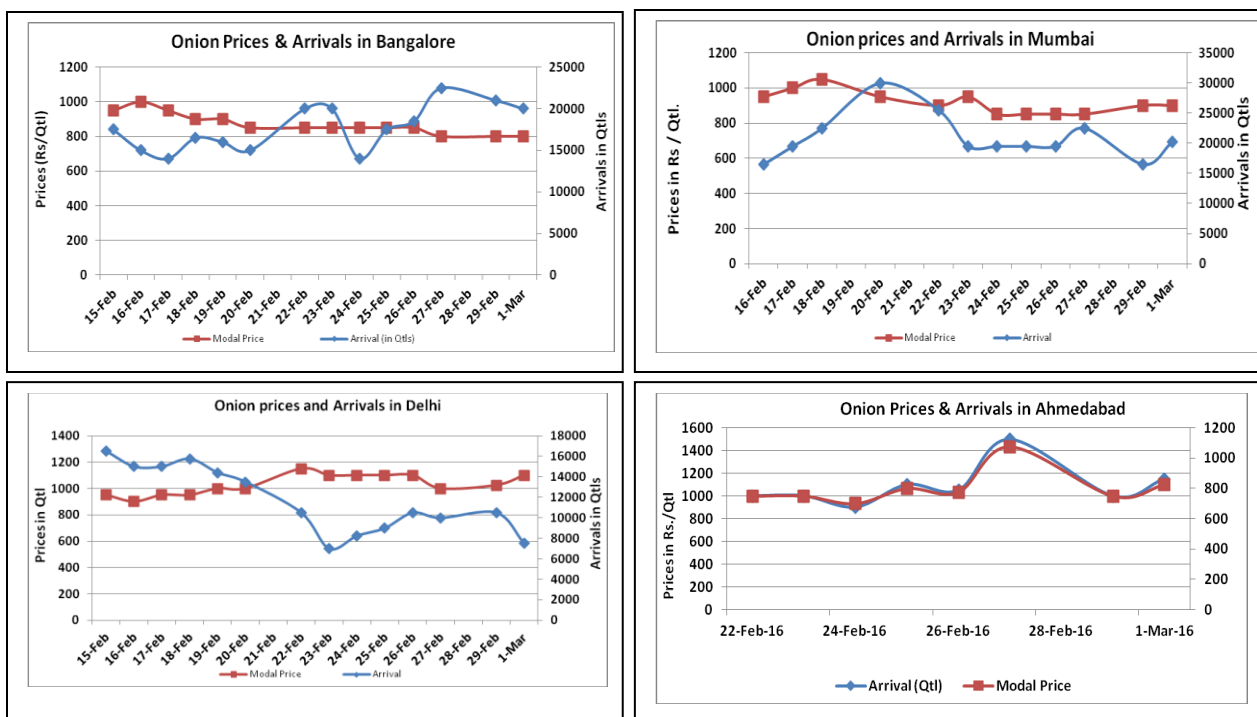 Onion Prices & Arrivals in Bangalore
Prices (Rs/Qtl)
1200
1000
800
600
400
200
0
25000
20000
15000
10000
5000
0
Arrivals in Qtls
15-Feb
16-Feb
17-Feb
18-Feb
19-Feb
20-Feb
21-Feb
22-Feb
23-Feb
24-Feb
25-Feb
26-Feb
27-Feb
28-Feb
29-Feb
1-Mar
Modal Price
Arrival (in Qtls)
Onion prices and Arrivals in Mumbai
Prices in Rs / Qtl.
1200
1000
800
600
400
200
0
35000
30000
25000
20000
15000
10000
5000
0
Arrivals in Qtls
16-Feb
17-Feb
18-Feb
19-Feb
20-Feb
21-Feb
22-Feb
23-Feb
24-Feb
25-Feb
26-Feb
27-Feb
28-Feb
29-Feb
1-Mar
Modal Price
Arrival
Onion prices and Arrivals in Delhi
Prices in Qtl
1400
1200
1000
800
600
400
200
0
18000
16000
14000
12000
10000
8000
6000
4000
2000
0
Arrivals in Qtls
15-Feb
16-Feb
17-Feb
18-Feb
19-Feb
20-Feb
21-Feb
22-Feb
23-Feb
24-Feb
25-Feb
26-Feb
27-Feb
28-Feb
29-Feb
1-Mar
Modal Price
Arrival
Onion Prices & Arrivals in Ahmedabad
Prices in Rs./Qtl
1600
1400
1200
1000
800
600
400
200
0
1200
1000
800
600
400
200
0
22-Feb-16
24-Feb-16
26-Feb-16
28-Feb-16
1-Mar-16
Arrival (Qtl)
Modal Price